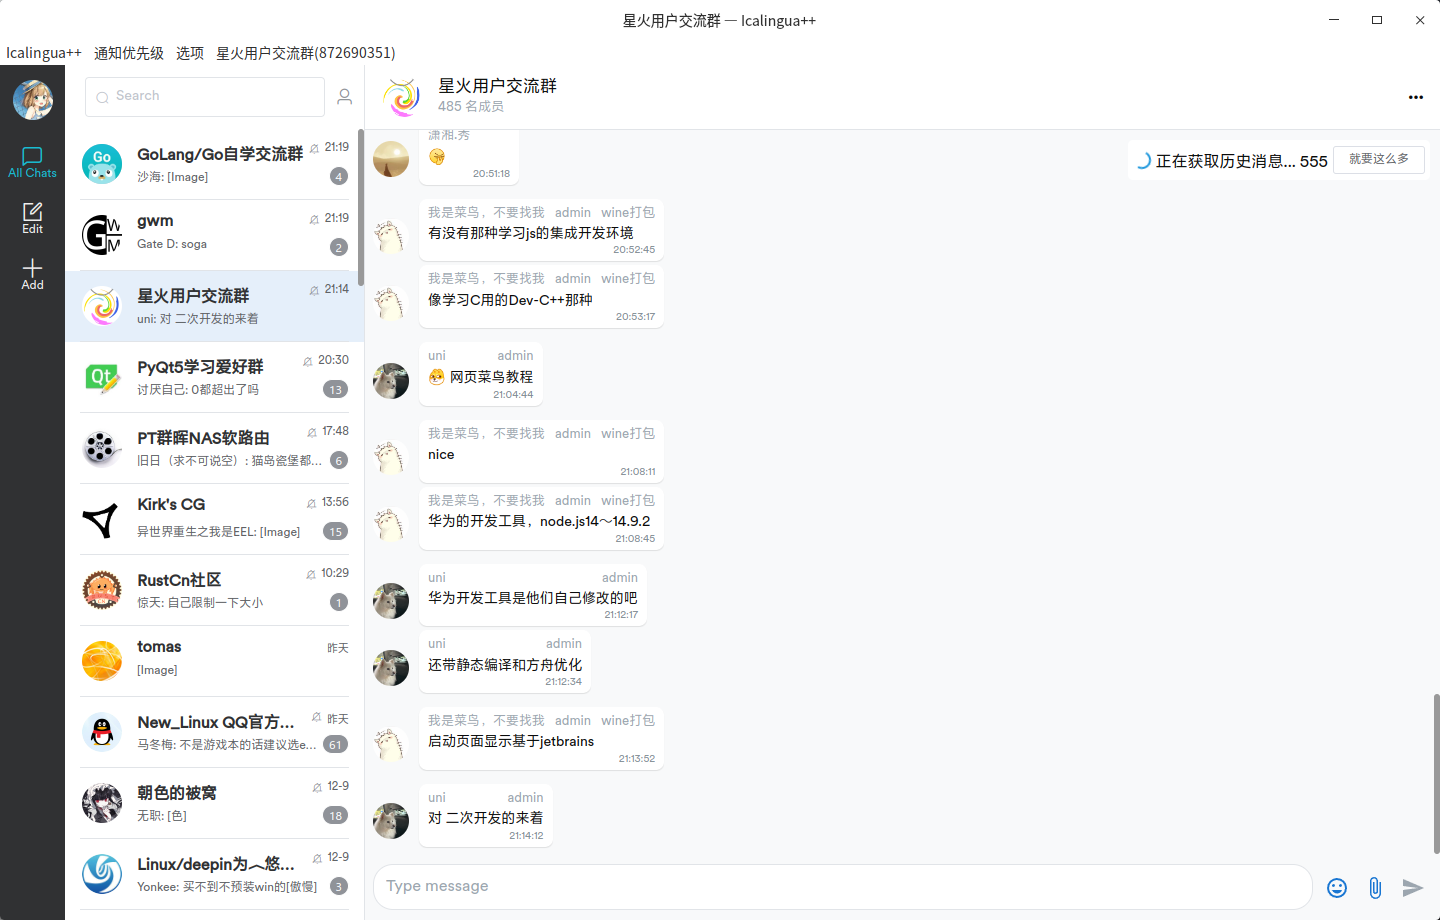 星火用户交流群 — Icalingua++
Icalingua++ 通知优先级 选项 星火用户交流群(872690351)
Search
All Chats
Edit
Add
GoLang/Go自学交流群 21:19
沙海: [Image] 4
gwm 21:19
Gate D: soga 2
星火用户交流群 21:14
uni: 对 二次开发的来着
PyQt5学习爱好群 20:30
讨厌自己: 0都超出了吗 13
PT群晖NAS软路由 17:48
旧日（求不可说空）: 猫鸟瓷堡都... 6
Kirk's CG 13:56
异世界重生之我是EEL: [Image] 15
RustCn社区 10:29
惊天: 自己限制一下大小 1
tomas 昨天
[Image]
New_Linux QQ官方... 昨天
马冬梅: 不是游戏本的话建议选e... 61
朝色的被窝 12-9
无职: [色] 18
Linux/deepin为︿悠... 12-9
Yonkee: 买不到不预装win的[傲慢] 3
星火用户交流群
485 名成员
正在获取历史消息... 555 就要这么多
潇湘.秀
20:51:18
我是菜鸟，不要找我 admin wine打包
有没有那种学习js的集成开发环境
20:52:45
我是菜鸟，不要找我 admin wine打包
像学习C用的Dev-C++那种
20:53:17
uni admin
网页菜鸟教程
21:04:44
我是菜鸟，不要找我 admin wine打包
nice
21:08:11
我是菜鸟，不要找我 admin wine打包
华为的开发工具，node.js14～14.9.2
21:08:45
uni admin
华为开发工具是他们自己修改的吧
21:12:17
uni admin
还带静态编译和方舟优化
21:12:34
我是菜鸟，不要找我 admin wine打包
启动页面显示基于jetbrains
21:13:52
uni admin
对 二次开发的来着
21:14:12
Type message